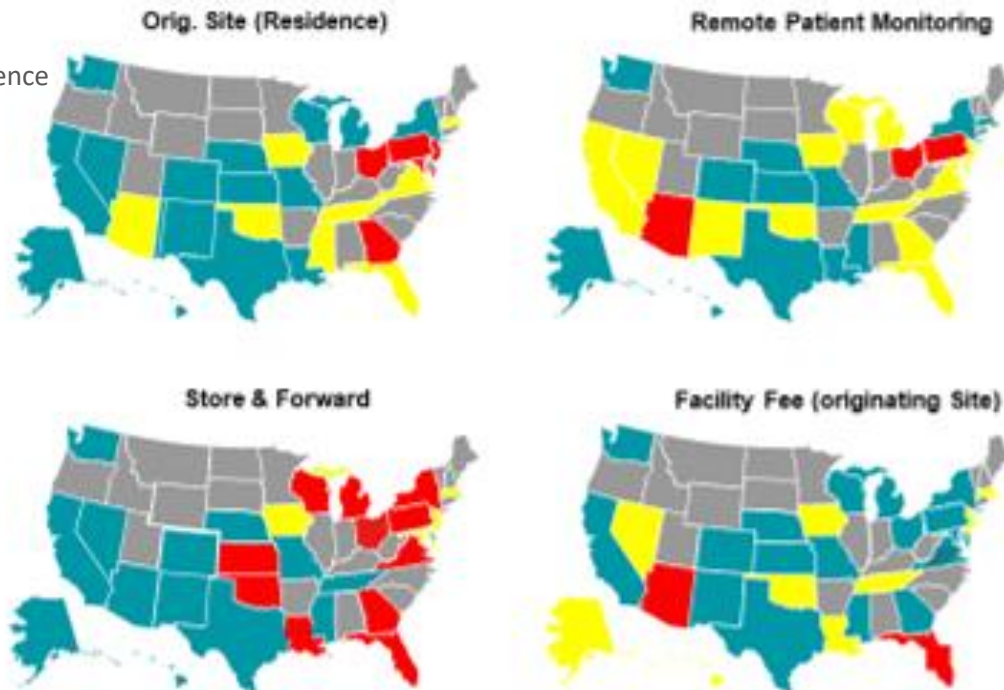 Orig. Site (Residence)
Remote Patient Monitoring
ence
Store & Forward
Facility Fee (originating Site)